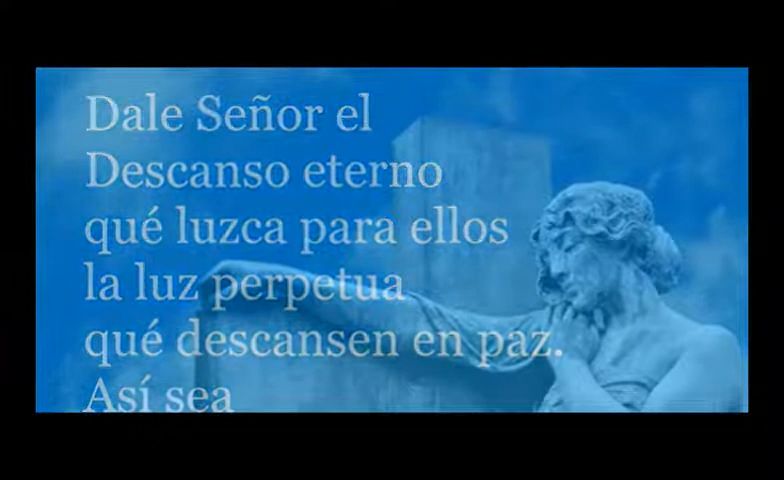 Dale Señor el
Descanso eterno
qué luzca para ellos
la luz perpetua
qué descansen en paz.
Así sea